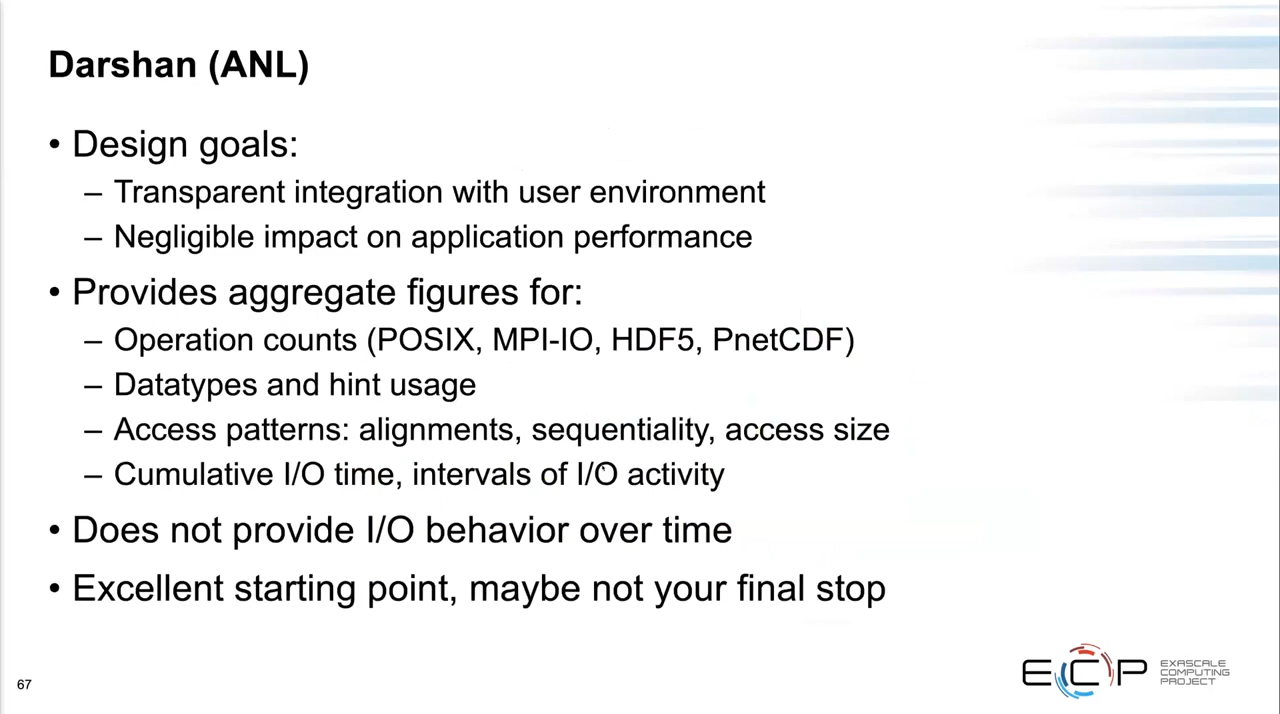 Darshan (ANL)
• Design goals:
– Transparent integration with user environment
– Negligible impact on application performance
• Provides aggregate figures for:
– Operation counts (POSIX, MPI-IO, HDF5, PnetCDF)
– Datatypes and hint usage
– Access patterns: alignments, sequentiality, access size
– Cumulative I/O time, intervals of I/O activity
• Does not provide I/O behavior over time
• Excellent starting point, maybe not your final stop
67
ECP
EXASCALE
COMPUTING
PROJECT